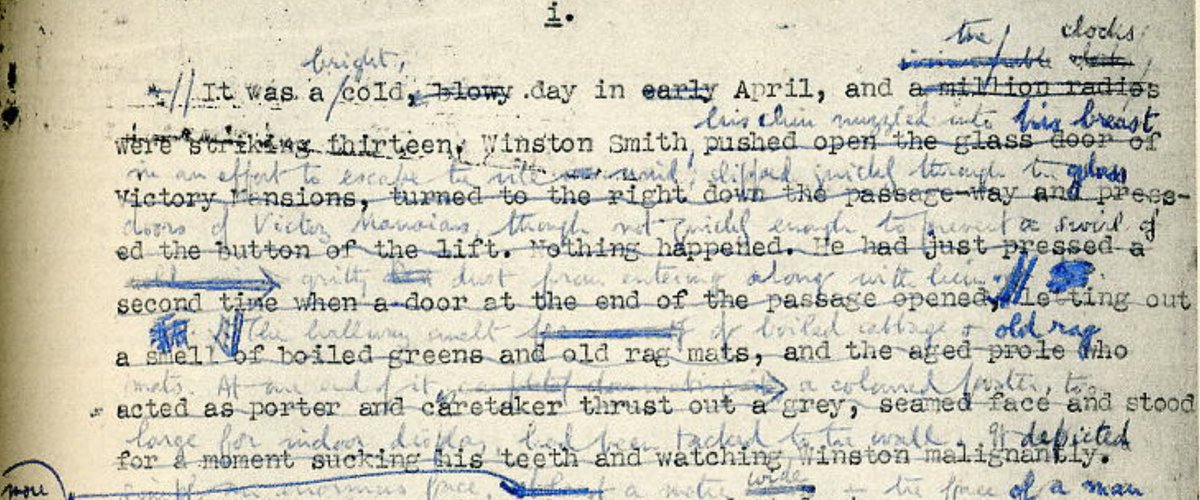 i.
the clocks
bright,
It was a cold, blowy day in early April, and a million radios
his chin nuzzled into his breast
were striking thirteen. Winston Smith pushed open the glass door of
in an effort to escape the vile wind, slipped quickly through the glass
Victory Mansions, turned to the right down the passage-way and press-
doors of Victory Mansions, though not quickly enough to prevent a swirl of
ed the button of the lift. Nothing happened. He had just pressed a
gritty dust from entering along with him.
second time when a door at the end of the passage opened, letting out
The hallway smelt of boiled cabbage & old rag
a smell of boiled greens and old rag mats, and the aged prole who
mats. At one end of it a coloured poster, too
acted as porter and caretaker thrust out a grey, seamed face and stood
large for indoor display, had been tacked to the wall. It depicted
for a moment sucking his teeth and watching Winston malignantly.
simply an enormous face, a metre wide the face of a man